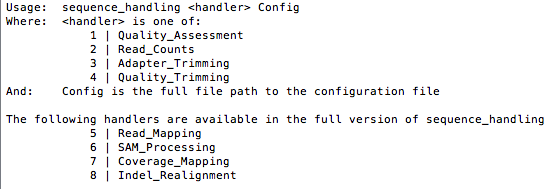 Usage:  sequence_handling <handler> Config
Where:  <handler> is one of:
            1 | Quality_Assessment
            2 | Read_Counts
            3 | Adapter_Trimming
            4 | Quality_Trimming
And:    Config is the full file path to the configuration file

The following handlers are available in the full version of sequence_handling
            5 | Read_Mapping
            6 | SAM_Processing
            7 | Coverage_Mapping
            8 | Indel_Realignment